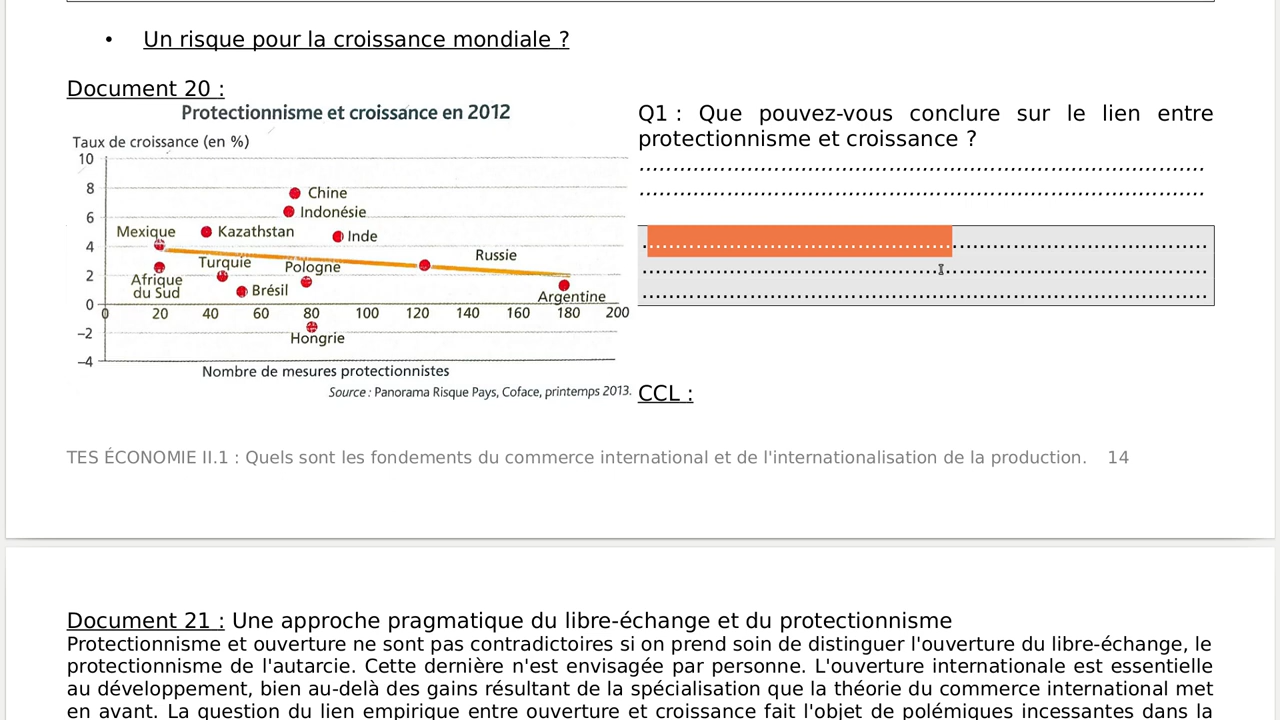 • Un risque pour la croissance mondiale ?
Document 20 :
Protectionnisme et croissance en 2012
Taux de croissance (en %)
10
8
6
4
2
0
–2
–4
Chine
Indonésie
Mexique
Kazathstan
Inde
Russie
Turquie
Pologne
Afrique
du Sud
Brésil
Argentine
0 20 40 60 80 100 120 140 160 180 200
Hongrie
Nombre de mesures protectionnistes
Source : Panorama Risque Pays, Coface, printemps 2013.
Q1 : Que pouvez-vous conclure sur le lien entre
protectionnisme et croissance ?
CCL :
TES ÉCONOMIE II.1 : Quels sont les fondements du commerce international et de l'internationalisation de la production. 14
Document 21 : Une approche pragmatique du libre-échange et du protectionnisme
Protectionnisme et ouverture ne sont pas contradictoires si on prend soin de distinguer l'ouverture du libre-échange, le
protectionnisme de l'autarcie. Cette dernière n'est envisagée par personne. L'ouverture internationale est essentielle
au développement, bien au-delà des gains résultant de la spécialisation que la théorie du commerce international met
en avant. La question du lien empirique entre ouverture et croissance fait l'objet de polémiques incessantes dans la